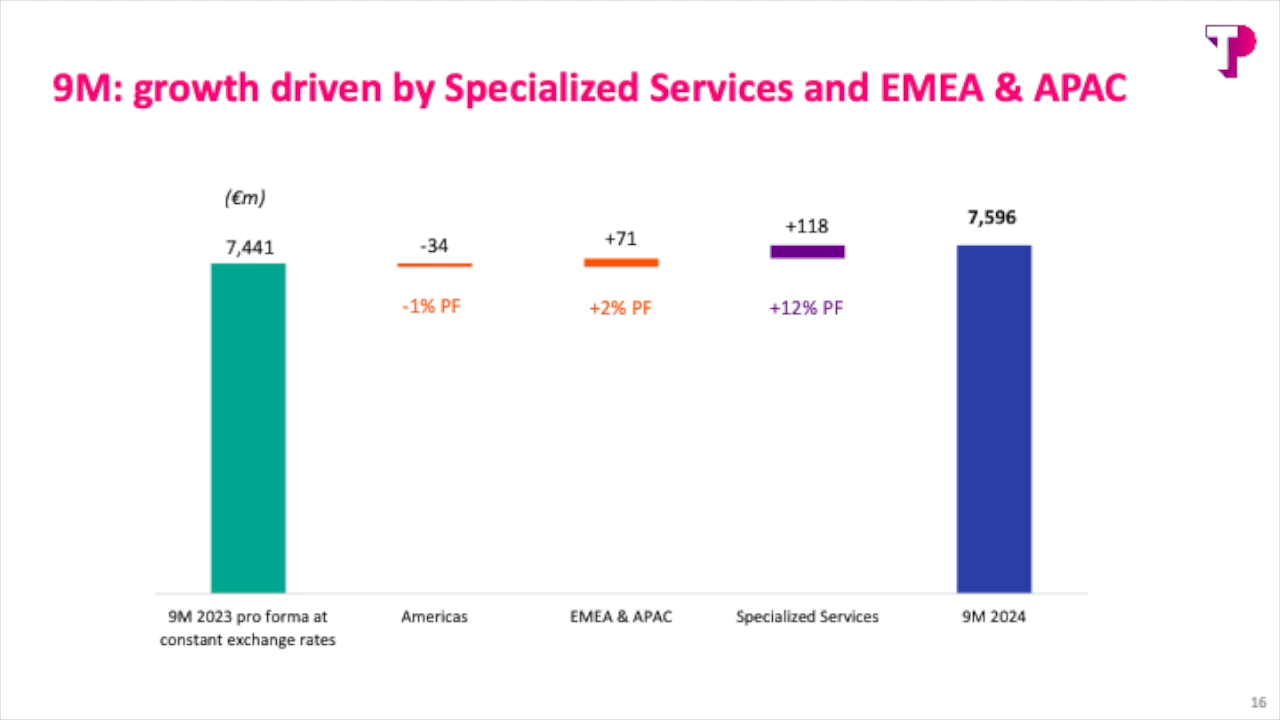 TP
9M: growth driven by Specialized Services and EMEA & APAC
(€m)
7,441
-34
+71
+118
7,596
-1% PF
+2% PF
+12% PF
9M 2023 pro forma at
constant exchange rates
Americas
EMEA & APAC
Specialized Services
9M 2024
16